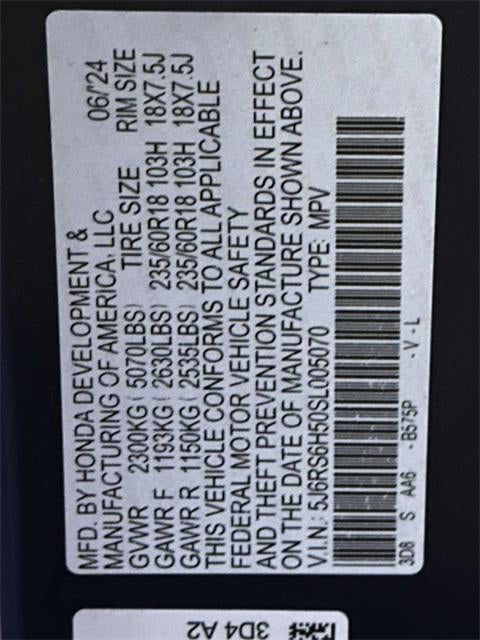 MFD. BY HONDA DEVELOPMENT &
MANUFACTURING OF AMERICA, LLC 06/'24
GVWR 2300KG ( 5070LBS) TIRE SIZE RIM SIZE
GAWR F 1193KG ( 2630LBS) 235/60R18 103H 18X7.5J
GAWR R 1150KG ( 2535LBS) 235/60R18 103H 18X7.5J
THIS VEHICLE CONFORMS TO ALL APPLICABLE
FEDERAL MOTOR VEHICLE SAFETY
AND THEFT PREVENTION STANDARDS IN EFFECT
ON THE DATE OF MANUFACTURE SHOWN ABOVE.
V.I.N.: 5J6RS6H50SL005070 TYPE: MPV
3D8 S AA6 -B575P -V-L
3D4 A2